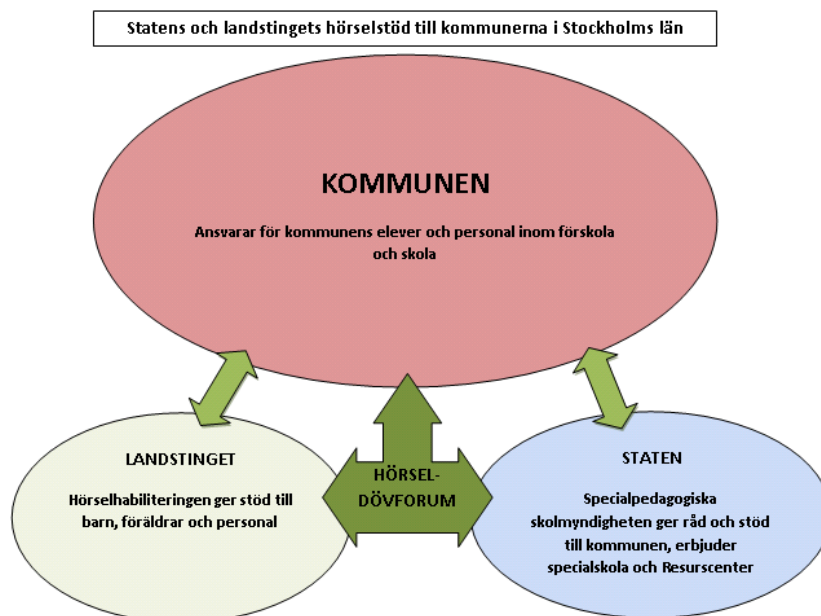 Statens och landstingets hörselstöd till kommunerna i Stockholms län
KOMMUNEN
Ansvarar för kommunens elever och personal inom förskola
och skola
LANDSTINGET
Hörselhabiliteringen ger stöd till
barn, föräldrar och personal
HÖRSEL-
DÖVFORUM
STATEN
Specialpedagogiska
skolmyndigheten ger råd och stöd
till kommunen, erbjuder
specialskola och Resurscenter